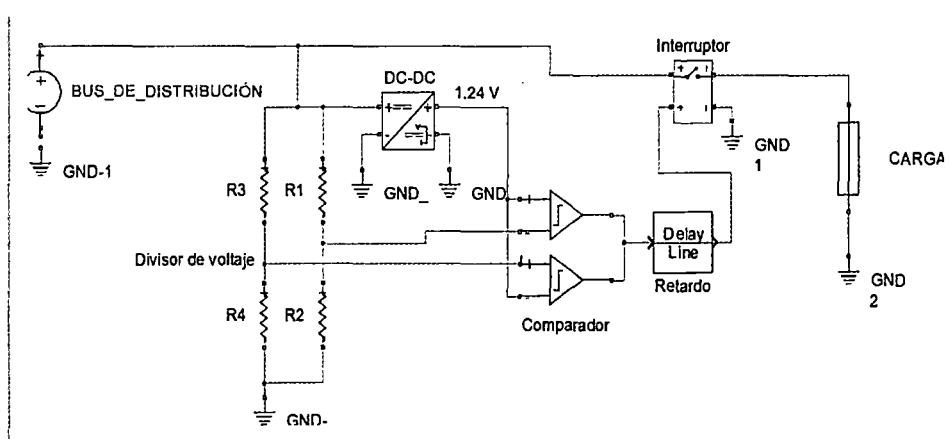 Interruptor
DC-DC
1,24 V
BUS_DE_DISTRIBUCIÓN
GND-1
GND_
GND
GND
1
CARGA
R3
R1
Delay
Line
Retardo
Divisor de voltaje
R4
R2
Comparador
GND
2
GND-